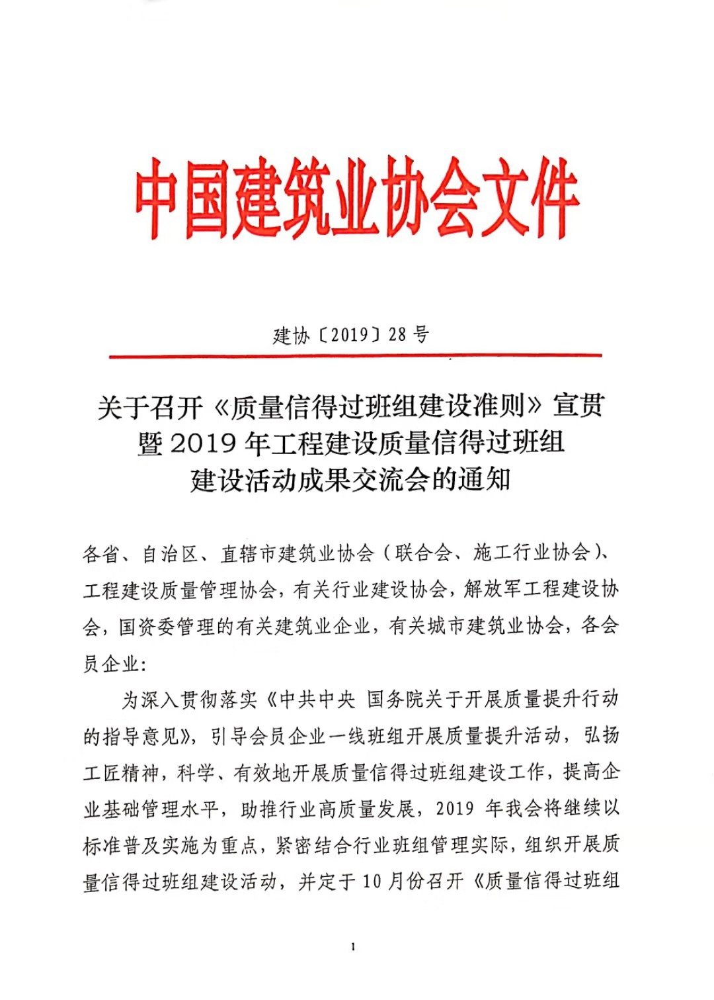 中国建筑业协会文件
建协〔2019〕28 号
关于召开《质量信得过班组建设准则》宣贯
暨 2019 年工程建设质量信得过班组
建设活动成果交流会的通知
各省、自治区、直辖市建筑业协会（联合会、施工行业协会）、
工程建设质量管理协会，有关行业建设协会，解放军工程建设协
会，国资委管理的有关建筑业企业，有关城市建筑业协会，各会
员企业：
为深入贯彻落实《中共中央 国务院关于开展质量提升行动
的指导意见》，引导会员企业一线班组开展质量提升活动，弘扬
工匠精神，科学、有效地开展质量信得过班组建设工作，提高企
业基础管理水平，助推行业高质量发展，2019 年我会将继续以
标准普及实施为重点，紧密结合行业班组管理实际，组织开展质
量信得过班组建设活动，并定于 10 月份召开《质量信得过班组
1